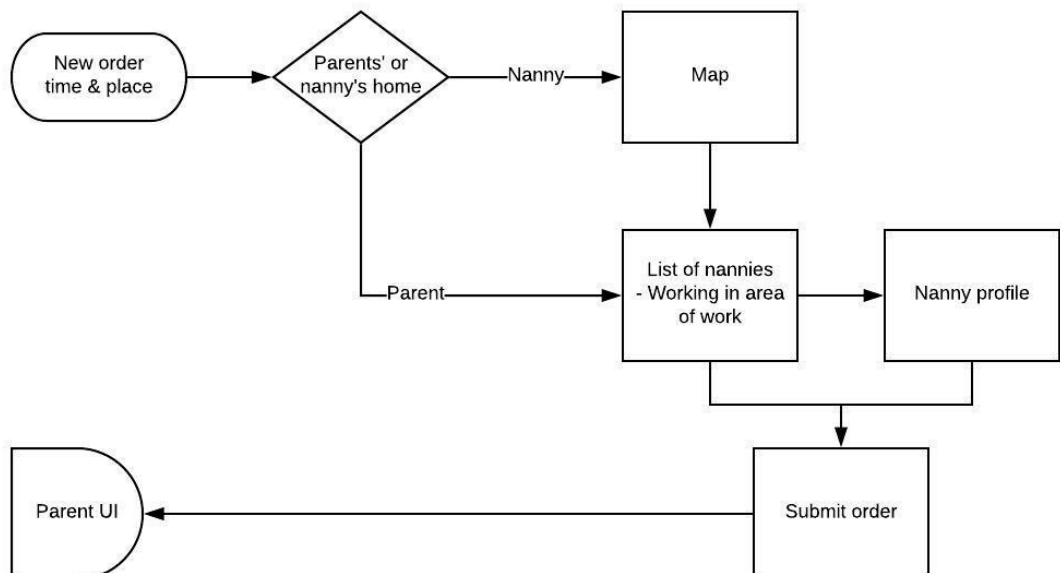 New order
time & place
Parents' or
nanny's home
Nanny
Map
Parent
List of nannies
- Working in area
of work
Nanny profile
Parent UI
Submit order